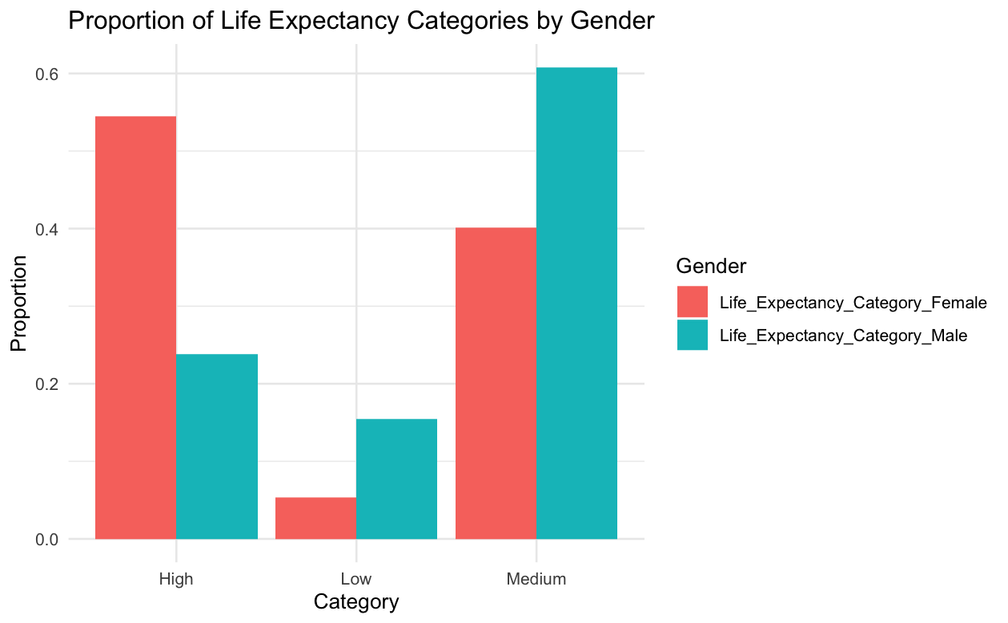 Proportion of Life Expectancy Categories by Gender
Proportion
0.6
0.4
0.2
0.0
High
Low
Medium
Category
Gender
Life_Expectancy_Category_Female
Life_Expectancy_Category_Male